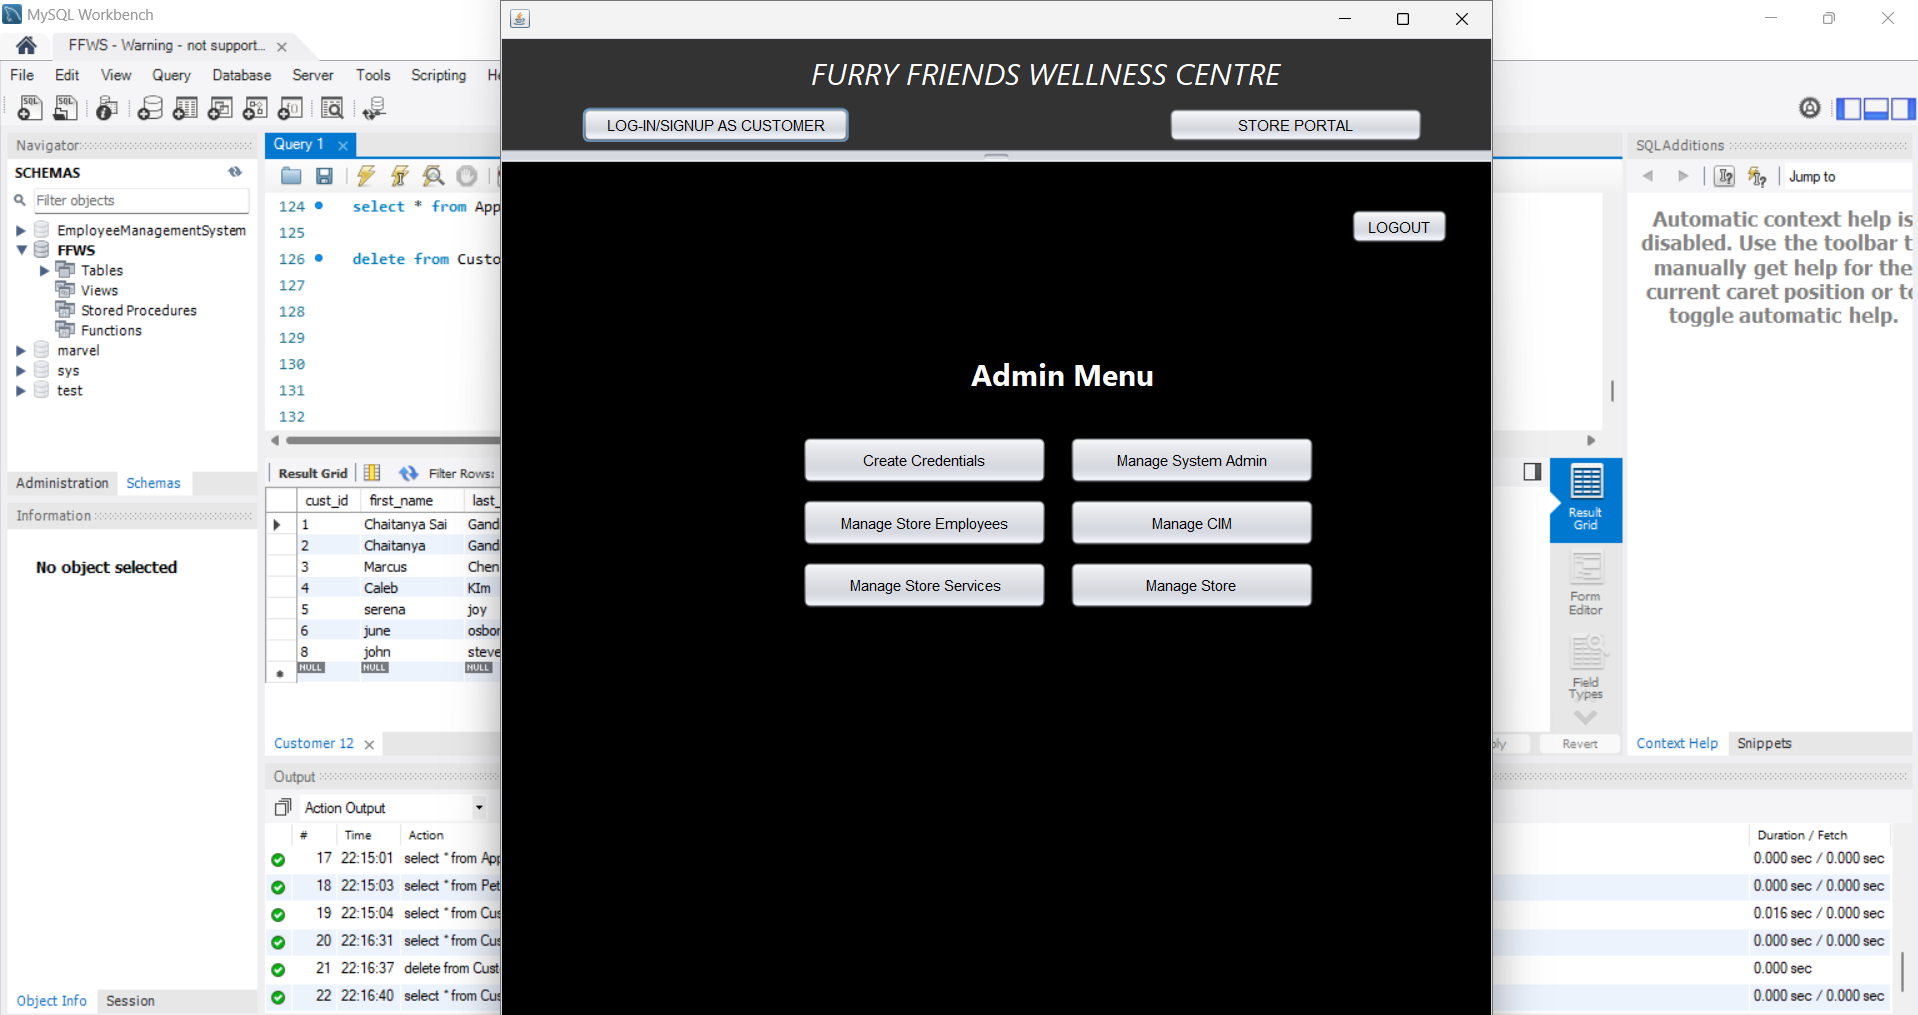 MySQL Workbench
FFWS - Warning - not support...
File Edit View Query Database Server Tools Scripting
Navigator
SCHEMAS
Filter objects
EmployeeManagementSystem
FFWS
Tables
Views
Stored Procedures
Functions
marvel
sys
test
Administration Schemas
Information
No object selected
Object Info Session
Query 1
124 select * from App
125
126 delete from Custo
127
128
129
130
131
132
Result Grid Filter Rows:
cust_id first_name last_
1 Chaitanya Sai Gand
2 Chaitanya Gand
3 Marcus Chen
4 Caleb KIm
5 serena joy
6 june osbor
8 john steve
NULL NULL NULL
Customer 12
Output
Action Output
# Time Action
17 22:15:01 select * from App
18 22:15:03 select * from Pet
19 22:15:04 select * from Cus
20 22:16:31 select * from Cus
21 22:16:37 delete from Cust
22 22:16:40 select * from Cus
FURRY FRIENDS WELLNESS CENTRE
LOG-IN/SIGNUP AS CUSTOMER STORE PORTAL
LOGOUT
Admin Menu
Create Credentials Manage System Admin
Manage Store Employees Manage CIM
Manage Store Services Manage Store
Result
Grid
Form
Editor
Field
Types
Revert
SQLAdditions
Jump to
Automatic context help is
disabled. Use the toolbar t
manually get help for the
current caret position or to
toggle automatic help.
Context Help Snippets
Duration / Fetch
0.000 sec / 0.000 sec
0.000 sec / 0.000 sec
0.016 sec / 0.000 sec
0.000 sec / 0.000 sec
0.000 sec
0.000 sec / 0.000 sec